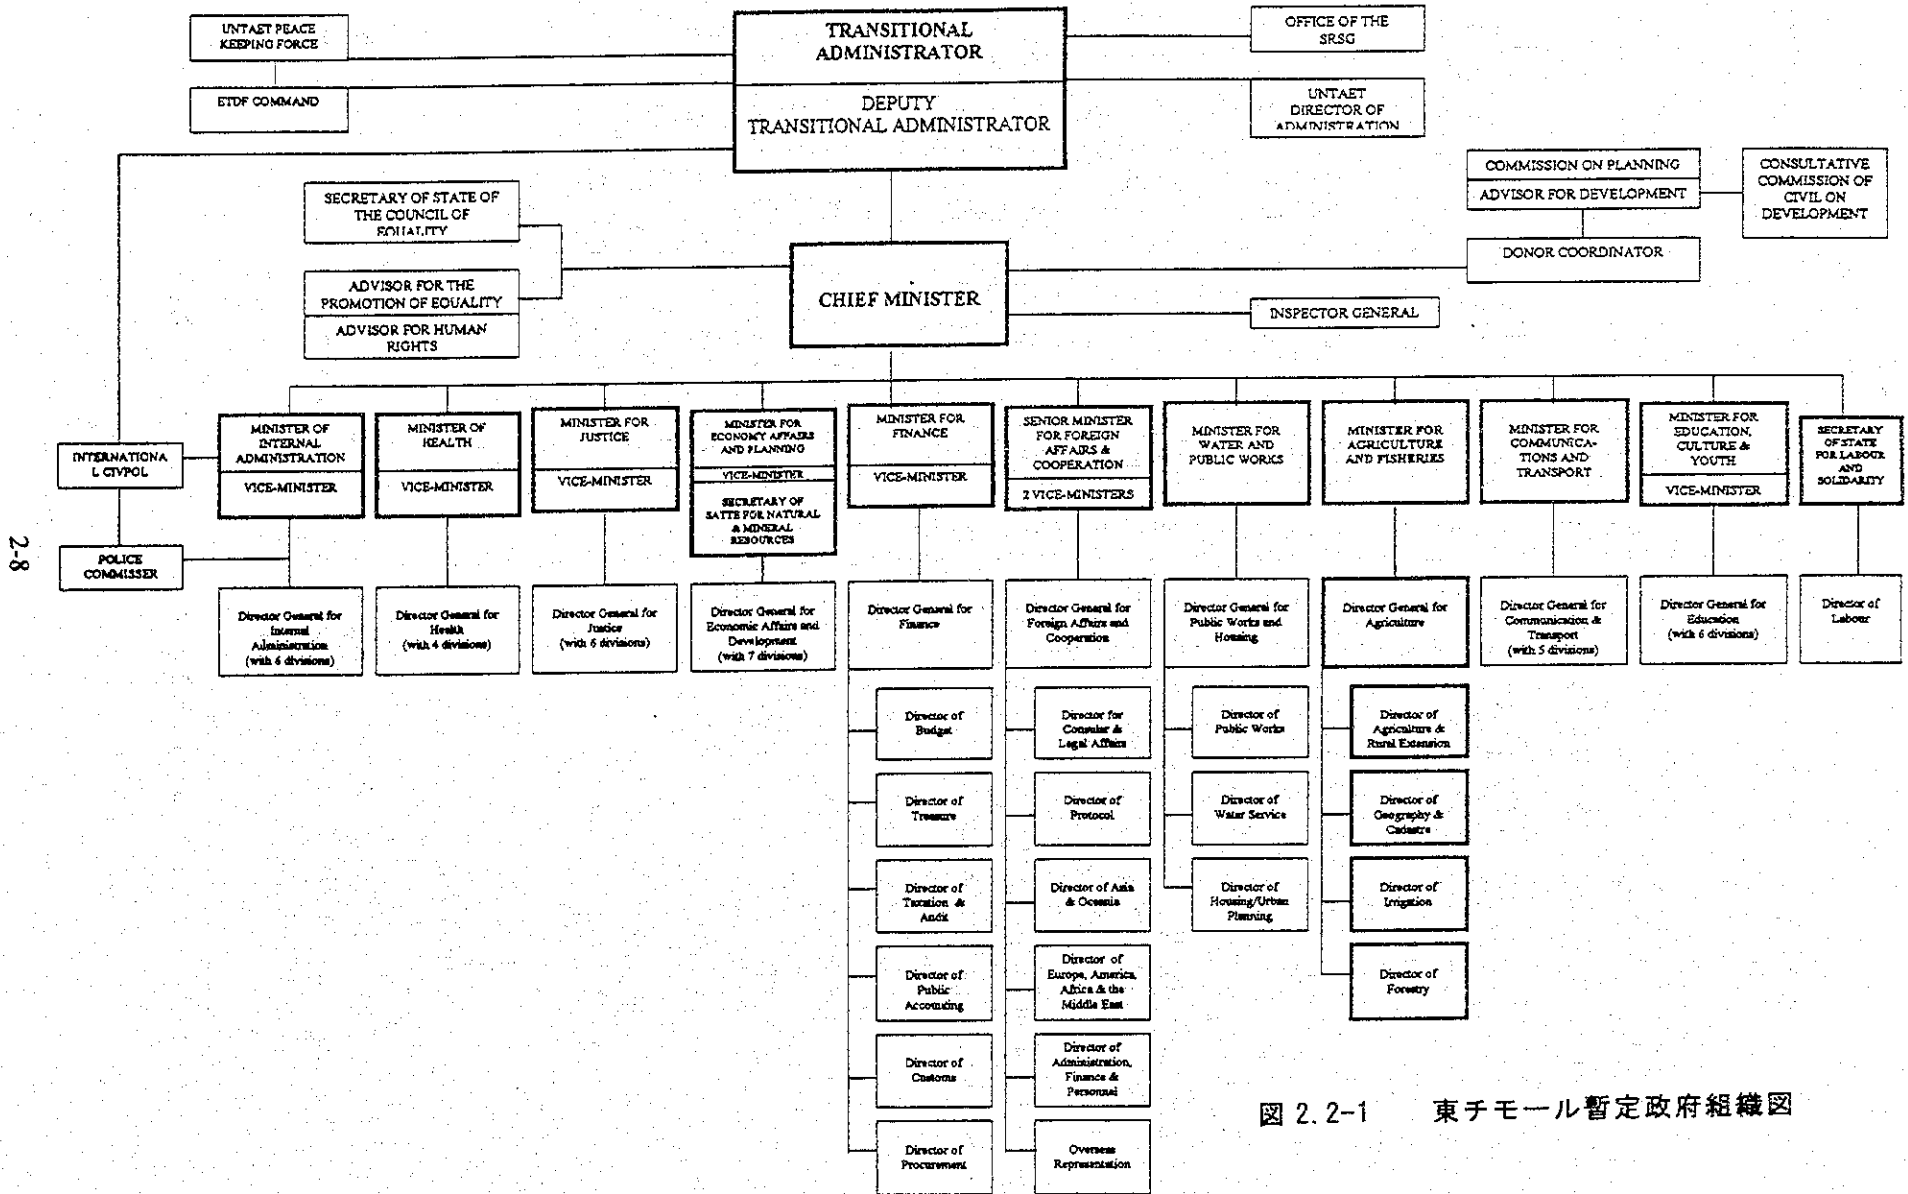 UNTAET PEACE
KEEPING FORCE
ETDF COMMAND
TRANSITIONAL
ADMINISTRATOR
DEPUTY
TRANSITIONAL ADMINISTRATOR
OFFICE OF THE
SRSG
UNTAET
DIRECTOR OF
ADMINISTRATION
SECRETARY OF STATE OF
THE COUNCIL OF
EQUALITY
ADVISOR FOR THE
PROMOTION OF EQUALITY
ADVISOR FOR HUMAN
RIGHTS
CHIEF MINISTER
COMMISSION ON PLANNING
ADVISOR FOR DEVELOPMENT
DONOR COORDINATOR
CONSULTATIVE
COMMISSION OF
CIVIL ON
DEVELOPMENT
INSPECTOR GENERAL
INTERNATIONA
L CIVPOL
POLICE
COMMISSER
MINISTER OF
INTERNAL
ADMINISTRATION
VICE-MINISTER
MINISTER OF
HEALTH
VICE-MINISTER
MINISTER FOR
JUSTICE
VICE-MINISTER
MINISTER FOR
ECONOMY AFFAIRS
AND PLANNING
VICE-MINISTER
SECRETARY OF
SATTE FOR NATURAL
& MINERAL
RESOURCES
MINISTER FOR
FINANCE
VICE-MINISTER
SENIOR MINISTER
FOR FOREIGN
AFFAIRS &
COOPERATION
2 VICE-MINISTERS
MINISTER FOR
WATER AND
PUBLIC WORKS
MINISTER FOR
AGRICULTURE
AND FISHERIES
MINISTER FOR
COMMUNICA-
TIONS AND
TRANSPORT
MINISTER FOR
EDUCATION,
CULTURE &
YOUTH
VICE-MINISTER
SECRETARY
OF STATE
FOR LABOUR
AND
SOLIDARITY
Director General for
Internal
Administration
(with 6 divisions)
Director General for
Health
(with 4 divisions)
Director General for
Justice
(with 6 divisions)
Director General for
Economic Affairs and
Development
(with 7 divisions)
Director General for
Finance
Director General for
Foreign Affairs and
Cooperation
Director General for
Public Works and
Housing
Director General for
Agriculture
Director General for
Communication &
Transport
(with 5 divisions)
Director General for
Education
(with 6 divisions)
Director of
Labour
Director of
Budget
Director of
Treasure
Director of
Taxation & 
Audit
Director of
Public
Accounting
Director of
Customs
Director of
Procurement
Director for
Consular &
Legal Affairs
Director of
Protocol
Director of Asia
& Oceania
Director of
Europe, America,
Africa & the
Middle East
Director of
Administration,
Finance &
Personnel
Overseas
Representation
Director of
Public Works
Director of
Water Service
Director of
Housing/Urban
Planning
Director of
Agriculture &
Rural Extension
Director of
Geography &
Cadastre
Director of
Irrigation
Director of
Forestry
図 2.2-1 東チモール暫定政府組織図
2-8